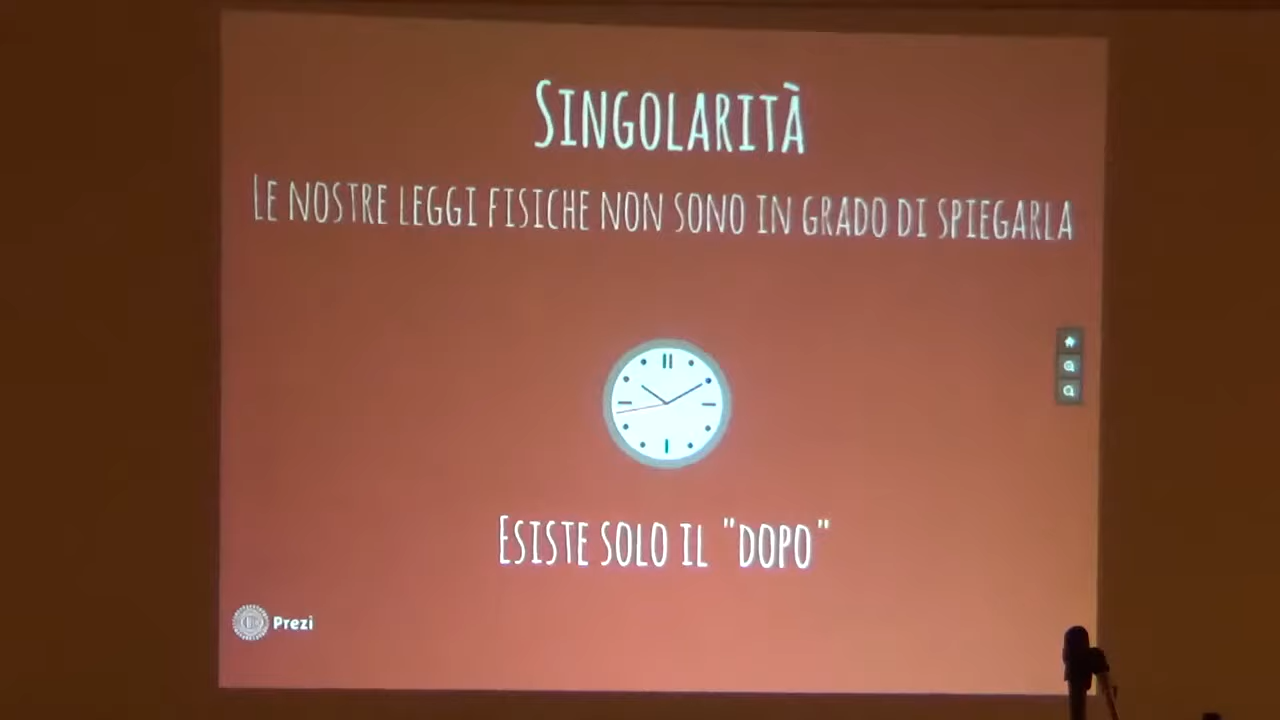 SINGOLARITÀ
LE NOSTRE LEGGI FISICHE NON SONO IN GRADO DI SPIEGARLA
ESISTE SOLO IL "DOPO"
Prezi